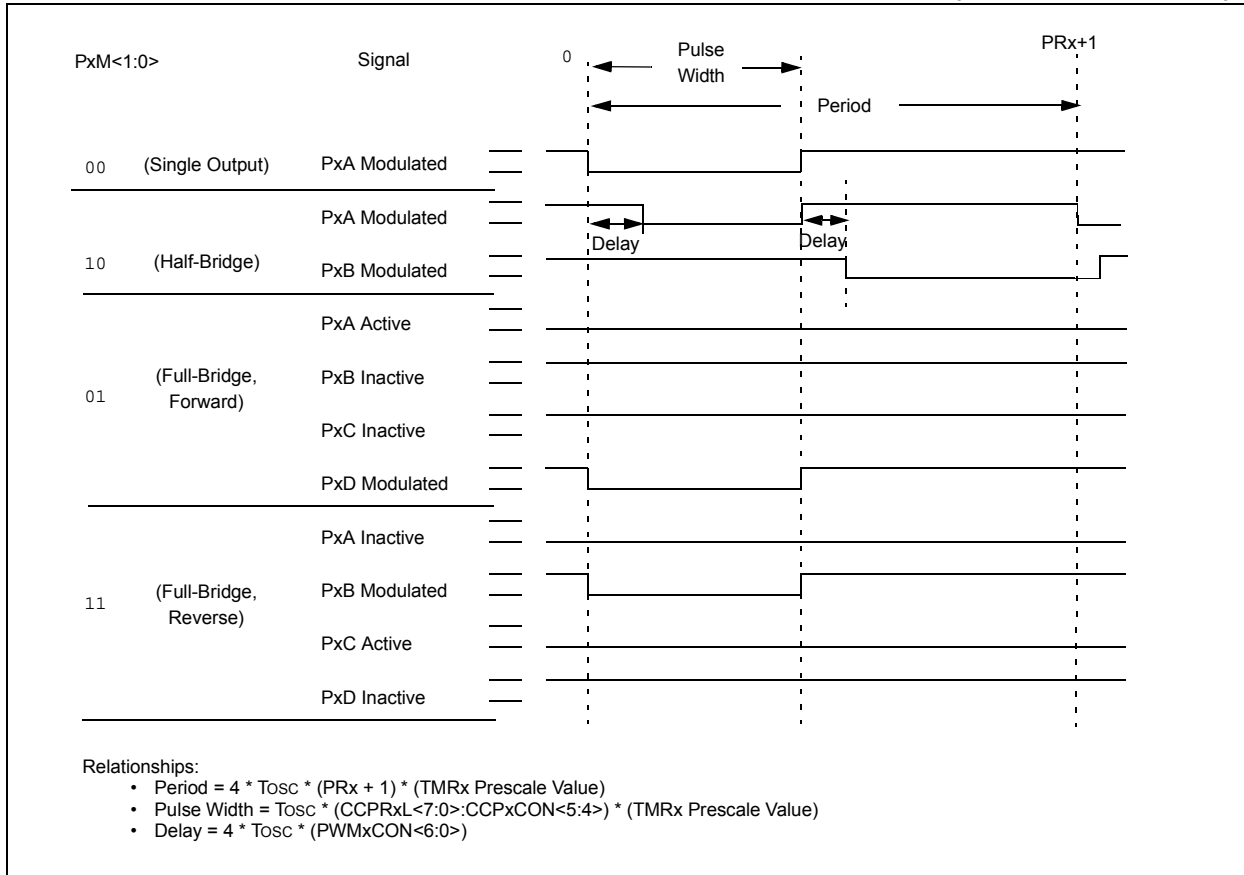 PxM<1:0>
Signal
0
Pulse
Width
PRx+1
Period
00
(Single Output)
PxA Modulated
PxA Modulated
Delay
Delay
10
(Half-Bridge)
PxB Modulated
PxA Active
01
(Full-Bridge,
Forward)
PxB Inactive
PxC Inactive
PxD Modulated
PxA Inactive
11
(Full-Bridge,
Reverse)
PxB Modulated
PxC Active
PxD Inactive
Relationships:
• Period = 4 * TOSC * (PRx + 1) * (TMRx Prescale Value)
• Pulse Width = TOSC * (CCPRxL<7:0>:CCPxCON<5:4>) * (TMRx Prescale Value)
• Delay = 4 * TOSC * (PWMxCON<6:0>)